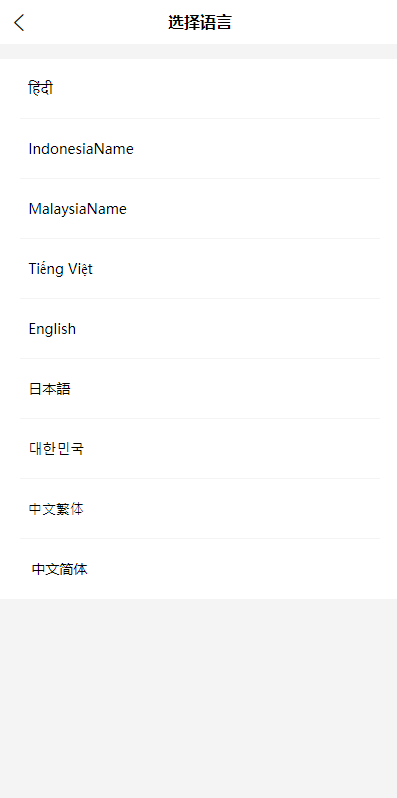 选择语言
हिंदी
IndonesiaName
MalaysiaName
Tiếng Việt
English
日本語
대한민국
中文繁体
中文简体